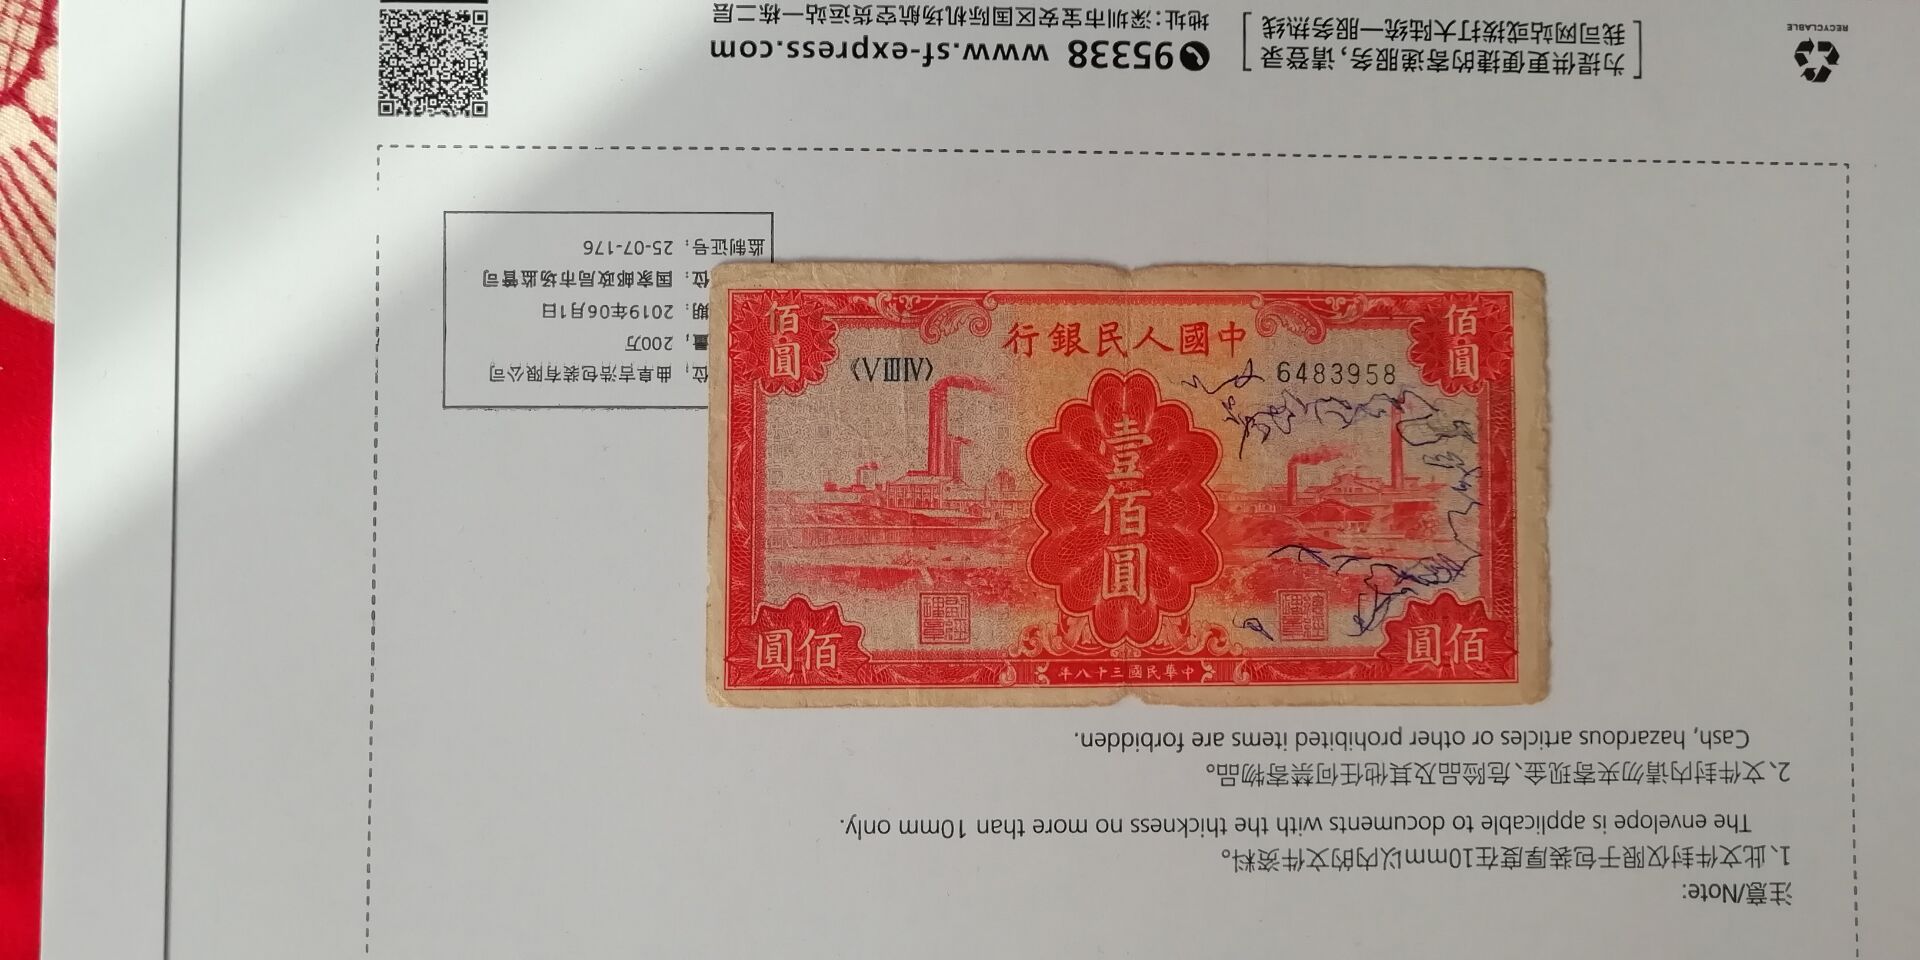 RECYCLABLE
为提供更便捷的寄递服务，请登录
我司网站或拨打大陆统一服务热线
95338 www.sf-express.com
地址：深圳市宝安区国际机场航空货运站一栋二层
监制证号：25-07-176
位：国家邮政局市场监管司
期：2019年06月1日
量：200万
位：曲阜吉浩包装有限公司
行銀民人國中
佰圓
佰圓
〈ⅤⅢⅣ〉
6483958
壹佰圓
圓佰
圓佰
年八十三國民華中
注意/Note:
1、此文件封仅限于包装厚度在10mm以内的文件资料。
The envelope is applicable to documents with the thickness no more than 10mm only.
2、文件封内请勿夹寄现金、危险品及其他任何禁寄物品。
Cash, hazardous articles or other prohibited items are forbidden.